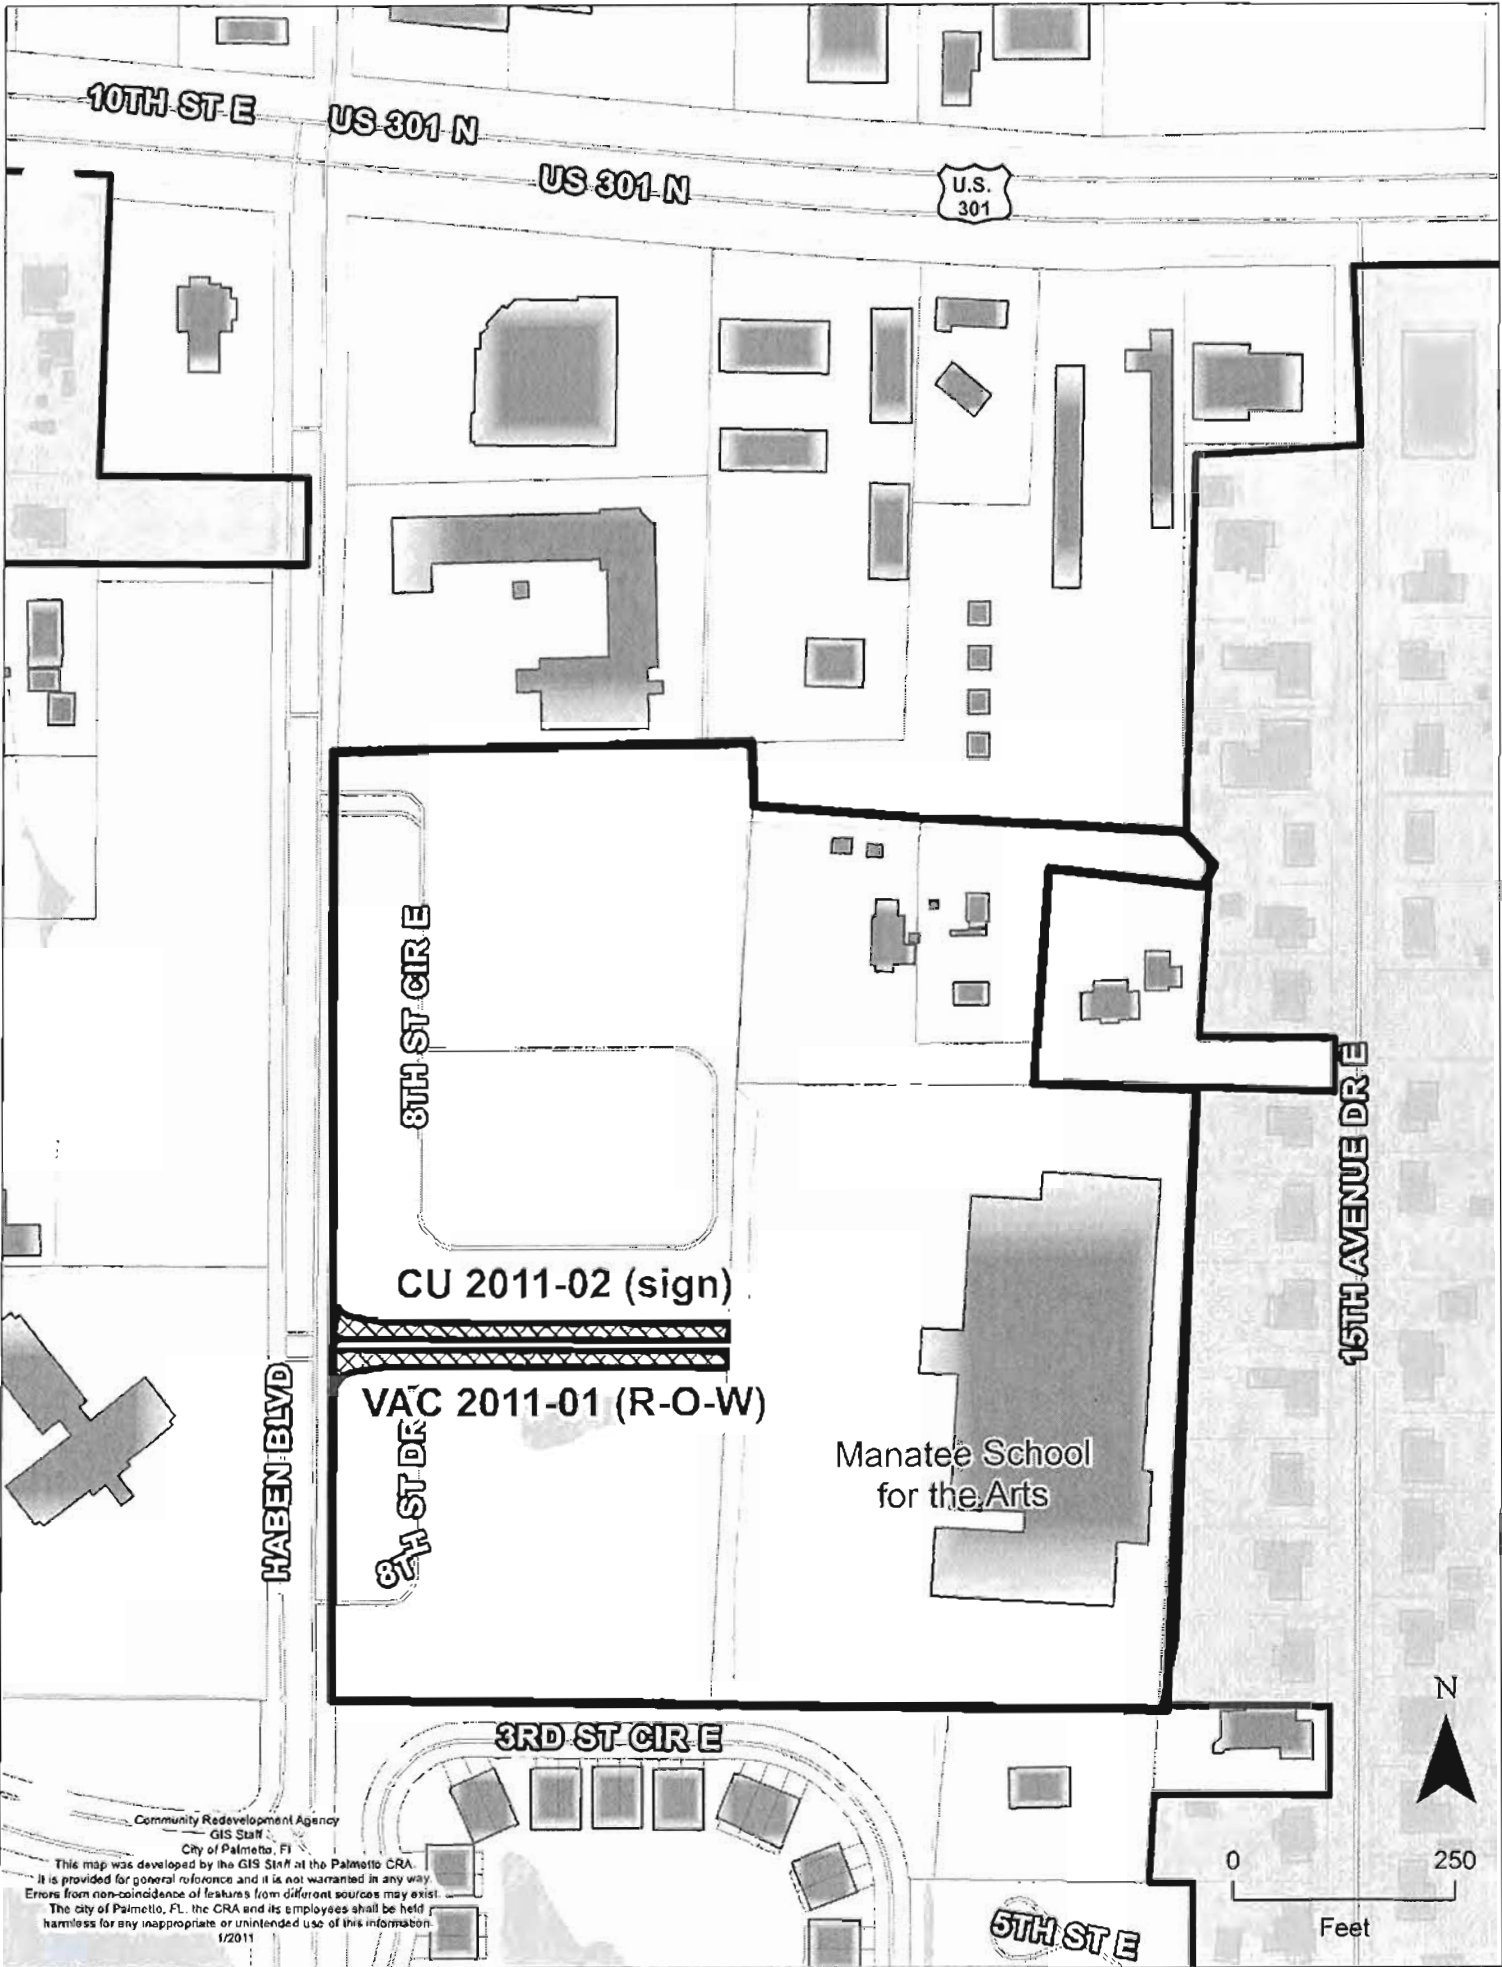 10TH ST E
US 301 N
US 301 N
U.S.
301
8TH ST CIR E
15TH AVENUE DR E
CU 2011-02 (sign)
VAC 2011-01 (R-O-W)
HABEN BLVD
8TH ST DR
Manatee School
for the Arts
3RD ST CIR E
N
Community Redevelopment Agency
GIS Staff
City of Palmetto, Fl
This map was developed by the GIS Staff at the Palmetto CRA.
It is provided for general reference and it is not warranted in any way.
Errors from non-coincidence of features from different sources may exist.
The city of Palmetto, FL. the CRA and its employees shall be held
harmless for any inappropriate or unintended use of this information.
1/2011
0 250
Feet
5TH ST E